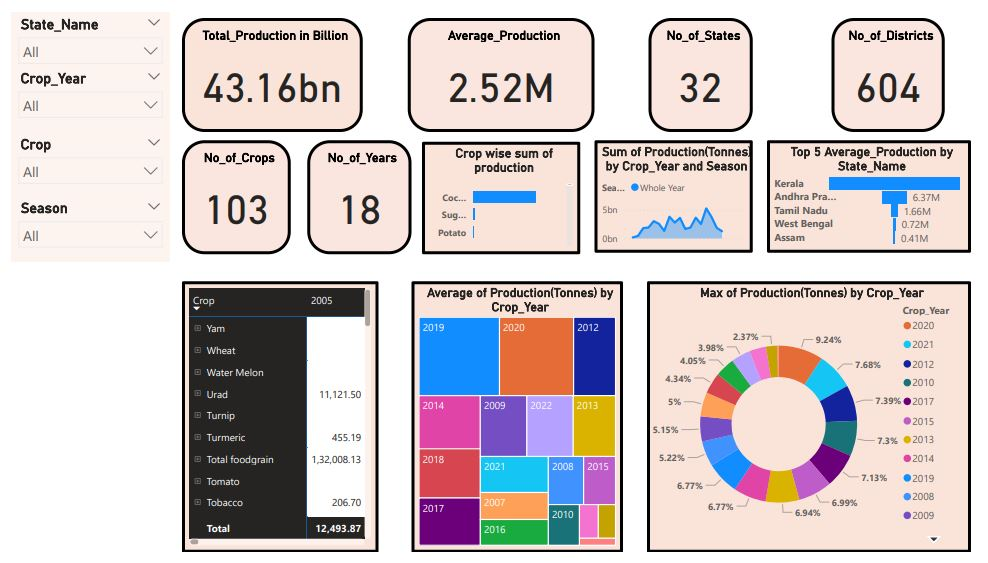 State_Name
All
Crop_Year
All
Crop
All
Season
All
Total_Production in Billion
43.16bn
Average_Production
2.52M
No_of_States
32
No_of_Districts
604
No_of_Crops
103
No_of_Years
18
Crop wise sum of
production
Coc...
Sug...
Potato
Sum of Production(Tonnes)
by Crop_Year and Season
Sea... Whole Year
5bn
0bn
Top 5 Average_Production by
State_Name
Kerala
Andhra Pra... 6.37M
Tamil Nadu 1.66M
West Bengal 0.72M
Assam 0.41M
Crop 2005
Yam
Wheat
Water Melon
Urad 11,121.50
Turnip
Turmeric 455.19
Total foodgrain 1,32,008.13
Tomato
Tobacco 206.70
Total 12,493.87
Average of Production(Tonnes) by
Crop_Year
2019
2020
2012
2014
2009
2022
2013
2018
2021
2008
2015
2007
2017
2010
2016
Max of Production(Tonnes) by Crop_Year
2.37%
9.24%
3.98%
7.68%
4.05%
4.34%
7.39%
5%
5.15%
7.3%
5.22%
7.13%
6.77%
6.99%
6.77%
6.94%
Crop_Year
2020
2021
2012
2010
2017
2015
2013
2014
2019
2008
2009